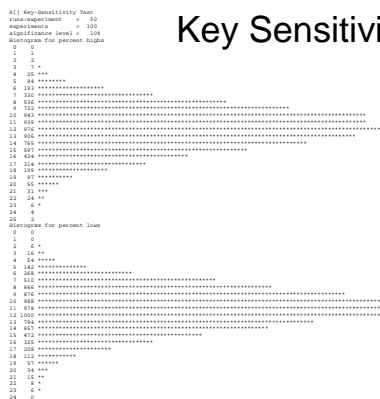 Key Sensitivi
k[] Key-Sensitivity Test
runs/experiment = 50
experiments = 100
significance level = 10%
Histogram for percent highs
0 0
1 1
2 2
3 7 *
4 25 ***
5 84 ********
6 193 *******************
7 330 *********************************
8 536
9 722
10 943
11 939
12 976
13 906
14 765
15 597
16 434
17 314 *******************************
18 199 *******************
19 97 **********
20 55 ******
21 31 ***
22 24 **
23 6 *
24 4
25 2
Histogram for percent lows
0 0
1 0
2 6 *
3 16 **
4 54 *****
5 142 **************
6 268 ***************************
7 510
8 666
9 876
10 988
11 978
12 1000
13 794
14 657
15 472
16 325 ********************************
17 208 *********************
18 112 ***********
19 57 ******
20 34 ***
21 15 **
22 8 *
23 6 *
24 0